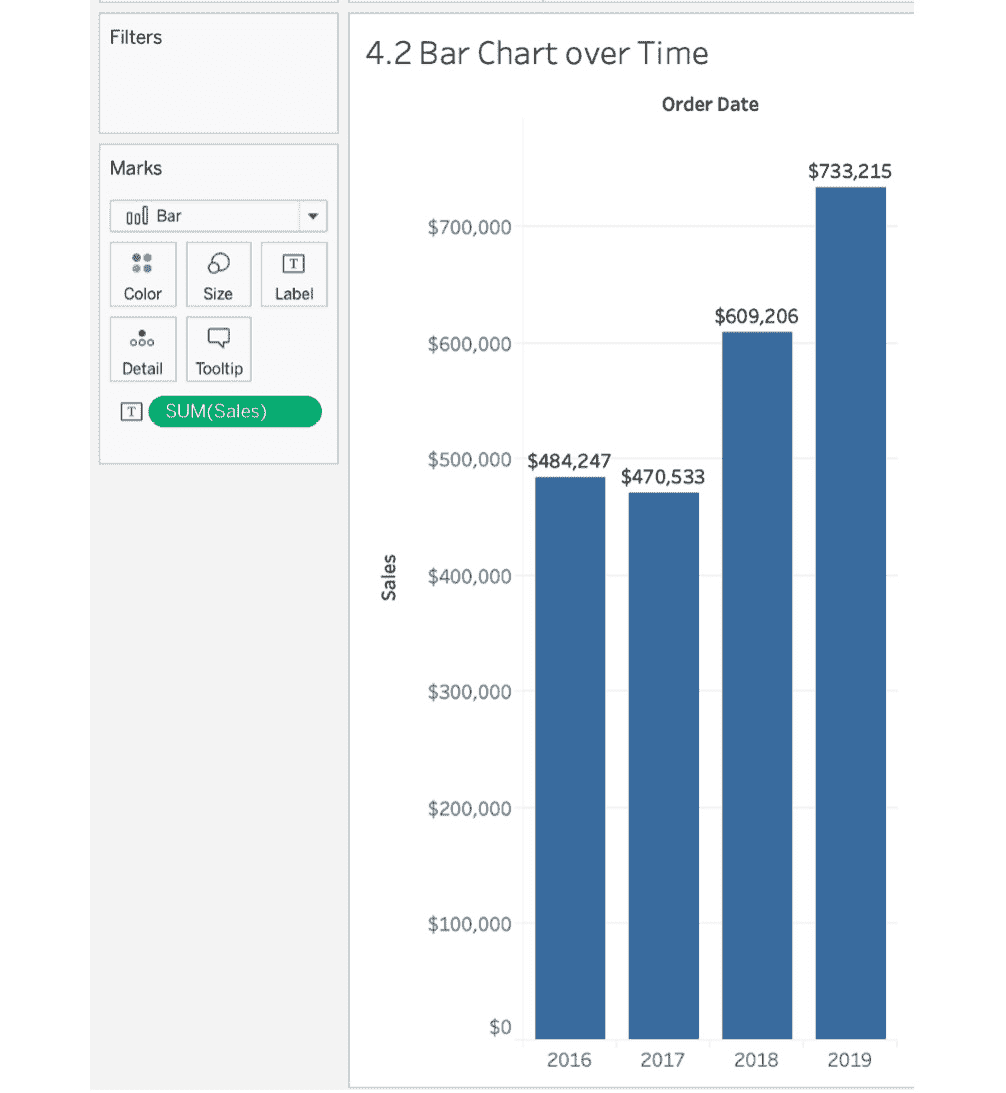 Filters
Marks
Bar
Color Size Label
Detail Tooltip
T SUM(Sales)
4.2 Bar Chart over Time
Order Date
Sales
$700,000
$600,000
$500,000
$400,000
$300,000
$200,000
$100,000
$0
$484,247
$470,533
$609,206
$733,215
2016 2017 2018 2019